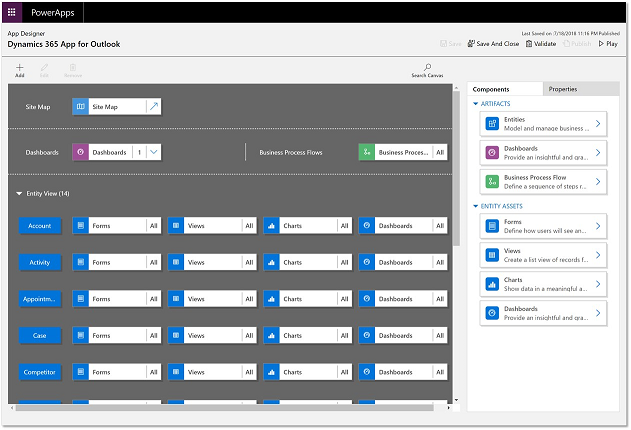 PowerApps
App Designer
Last Saved on 7/18/2018 11:16 PM Published
Dynamics 365 App for Outlook
Save Save And Close Validate Publish Play
Add Edit Remove Search Canvas
Components Properties
Site Map Site Map
ARTIFACTS
Entities
Model and manage business ...
Dashboards Dashboards 1 Business Process Flows Business Proces... All
Dashboards
Provide an insightful and gra...
Business Process Flow
Define a sequence of steps r...
Entity View (14)
ENTITY ASSETS
Account Forms All Views All Charts All Dashboards All
Forms
Define how users will see an...
Activity Forms All Views All Charts All Dashboards All
Views
Create a list view of records f...
Appointm... Forms All Views All Charts All Dashboards All
Charts
Show data in a meaningful a...
Case Forms All Views All Charts All Dashboards All
Dashboards
Provide an insightful and gra...
Competitor Forms All Views All Charts All Dashboards All